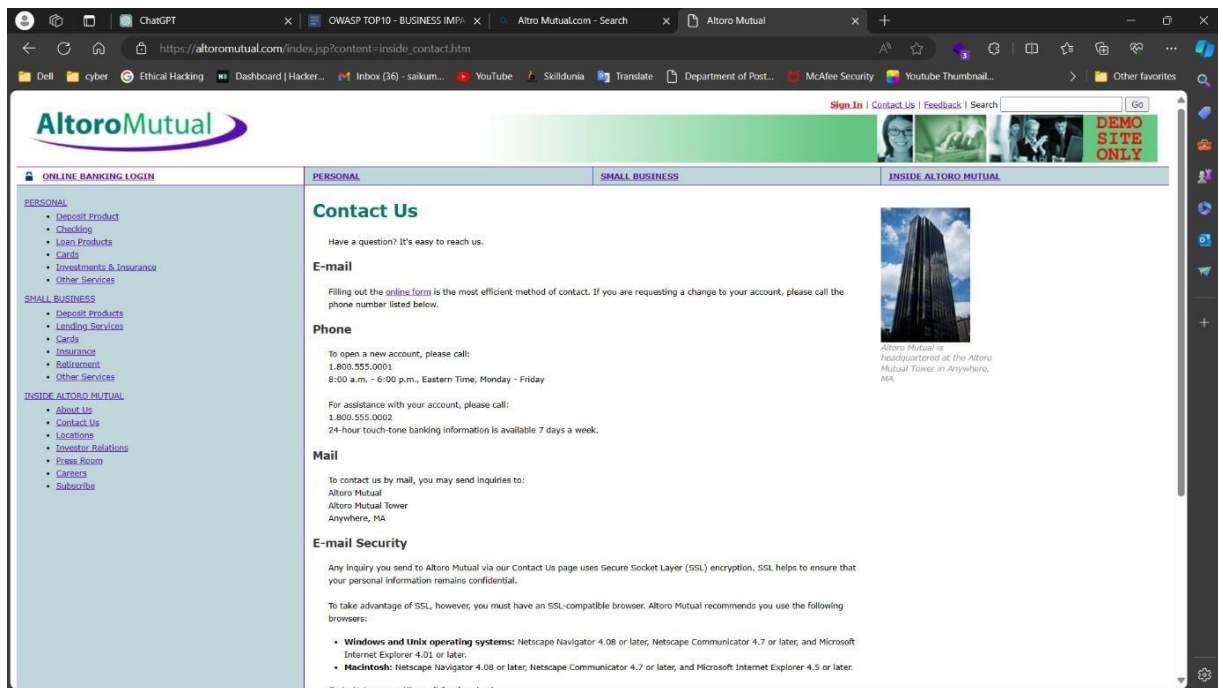 ChatGPT
OWASP TOP10 - BUSINESS IMPA
Altro Mutual.com - Search
Altoro Mutual
https://altoromutual.com/index.jsp?content=inside_contact.htm
3
Dell
cyber
Ethical Hacking
Dashboard | Hacker...
Inbox (36) - saikum...
YouTube
Skilldunia
Translate
Department of Post...
McAfee Security
Youtube Thumbnail...
Other favorites
Sign In | Contact Us | Feedback | Search
Go
AltoroMutual
DEMO
SITE
ONLY
ONLINE BANKING LOGIN
PERSONAL
SMALL BUSINESS
INSIDE ALTORO MUTUAL
PERSONAL
Deposit Product
Checking
Loan Products
Cards
Investments & Insurance
Other Services
SMALL BUSINESS
Deposit Products
Lending Services
Cards
Insurance
Retirement
Other Services
INSIDE ALTORO MUTUAL
About Us
Contact Us
Locations
Investor Relations
Press Room
Careers
Subscribe
Contact Us
Have a question? It's easy to reach us.
E-mail
Filling out the online form is the most efficient method of contact. If you are requesting a change to your account, please call the
phone number listed below.
Phone
To open a new account, please call:
1.800.555.0001
8:00 a.m. - 6:00 p.m., Eastern Time, Monday - Friday
For assistance with your account, please call:
1.800.555.0002
24-hour touch-tone banking information is available 7 days a week.
Mail
To contact us by mail, you may send inquiries to:
Altoro Mutual
Altoro Mutual Tower
Anywhere, MA
E-mail Security
Any inquiry you send to Altoro Mutual via our Contact Us page uses Secure Socket Layer (SSL) encryption. SSL helps to ensure that
your personal information remains confidential.
To take advantage of SSL, however, you must have an SSL-compatible browser. Altoro Mutual recommends you use the following
browsers:
Windows and Unix operating systems: Netscape Navigator 4.08 or later, Netscape Communicator 4.7 or later, and Microsoft
Internet Explorer 4.01 or later.
Macintosh: Netscape Navigator 4.08 or later, Netscape Communicator 4.7 or later, and Microsoft Internet Explorer 4.5 or later.
Altoro Mutual is
headquartered at the Altoro
Mutual Tower in Anywhere,
MA.